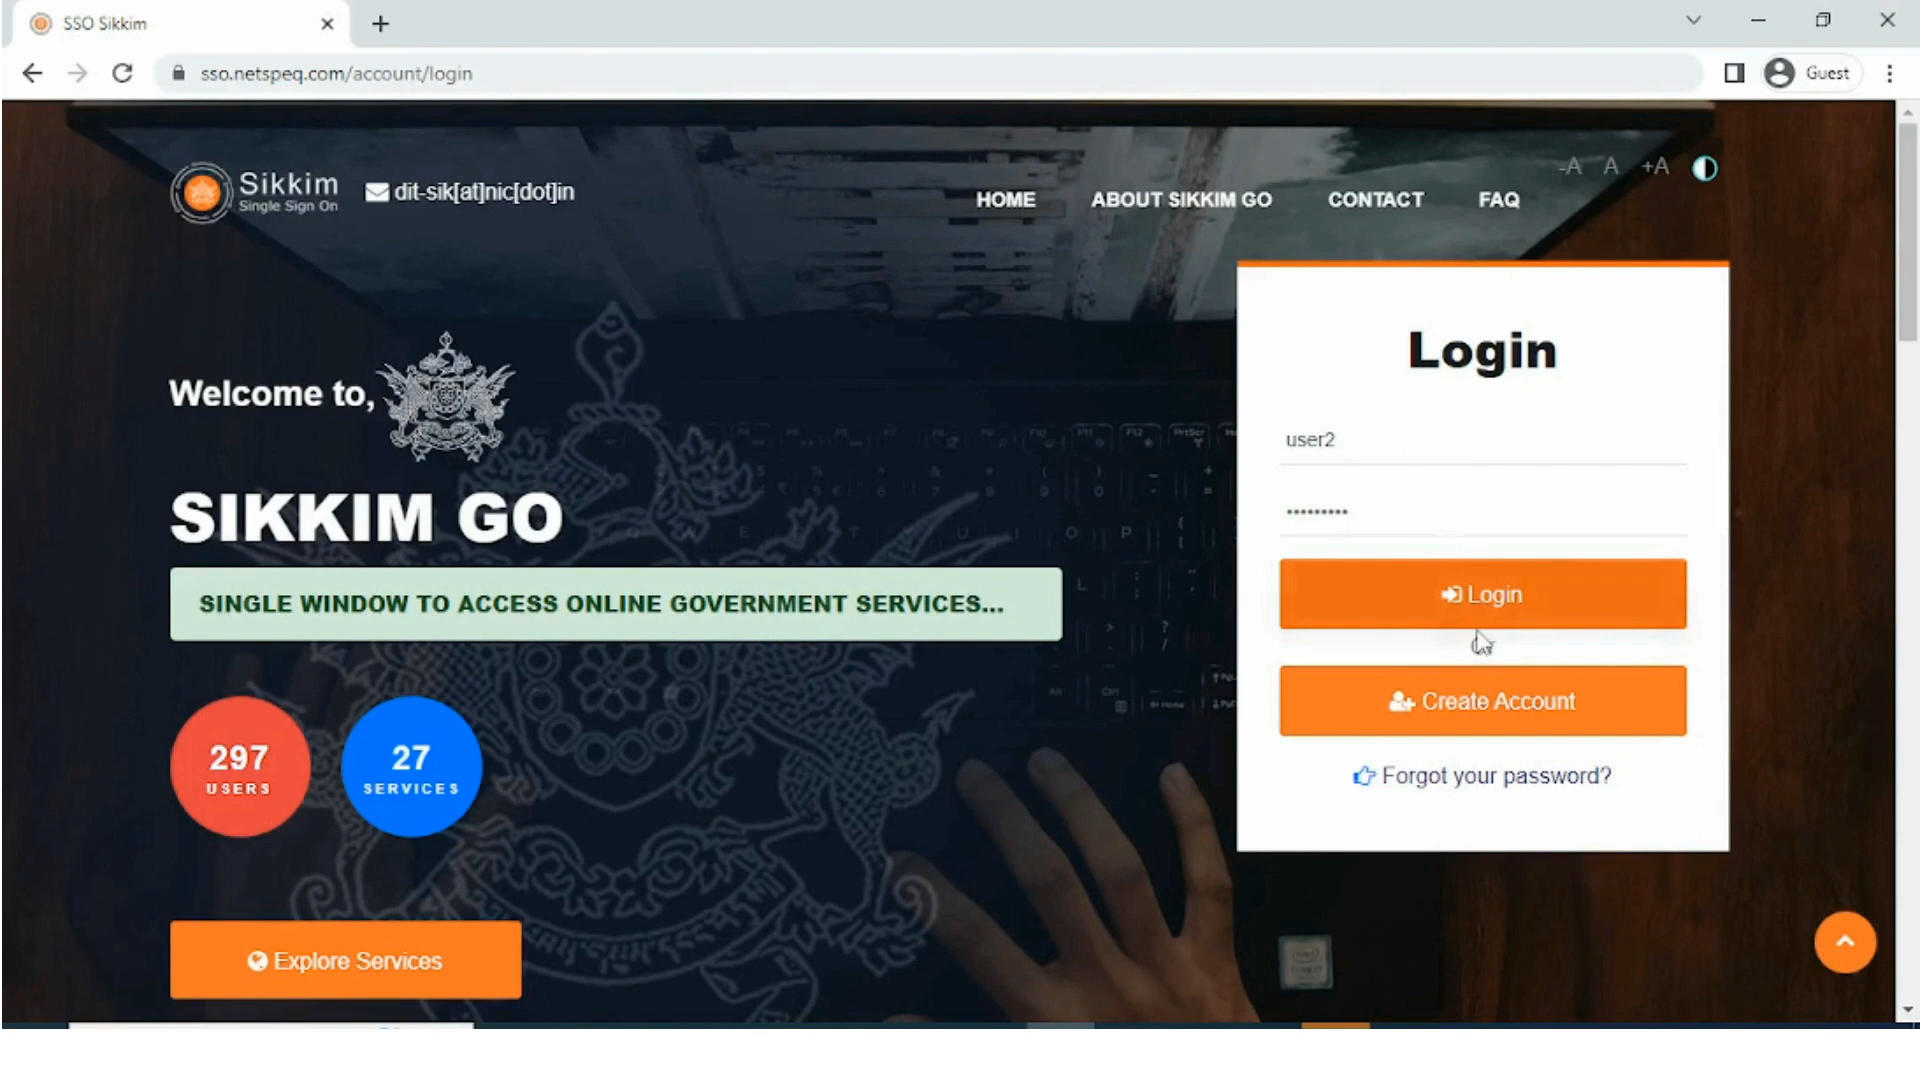 SSO Sikkim
sso.netspeq.com/account/login
Guest
Sikkim
Single Sign On
dit-sik[at]nic[dot]in
HOME ABOUT SIKKIM GO CONTACT FAQ
-A A +A
Login
Welcome to,
user2
SIKKIM GO
•••••••••
SINGLE WINDOW TO ACCESS ONLINE GOVERNMENT SERVICES...
Login
Create Account
297
USERS
27
SERVICES
Forgot your password?
Explore Services